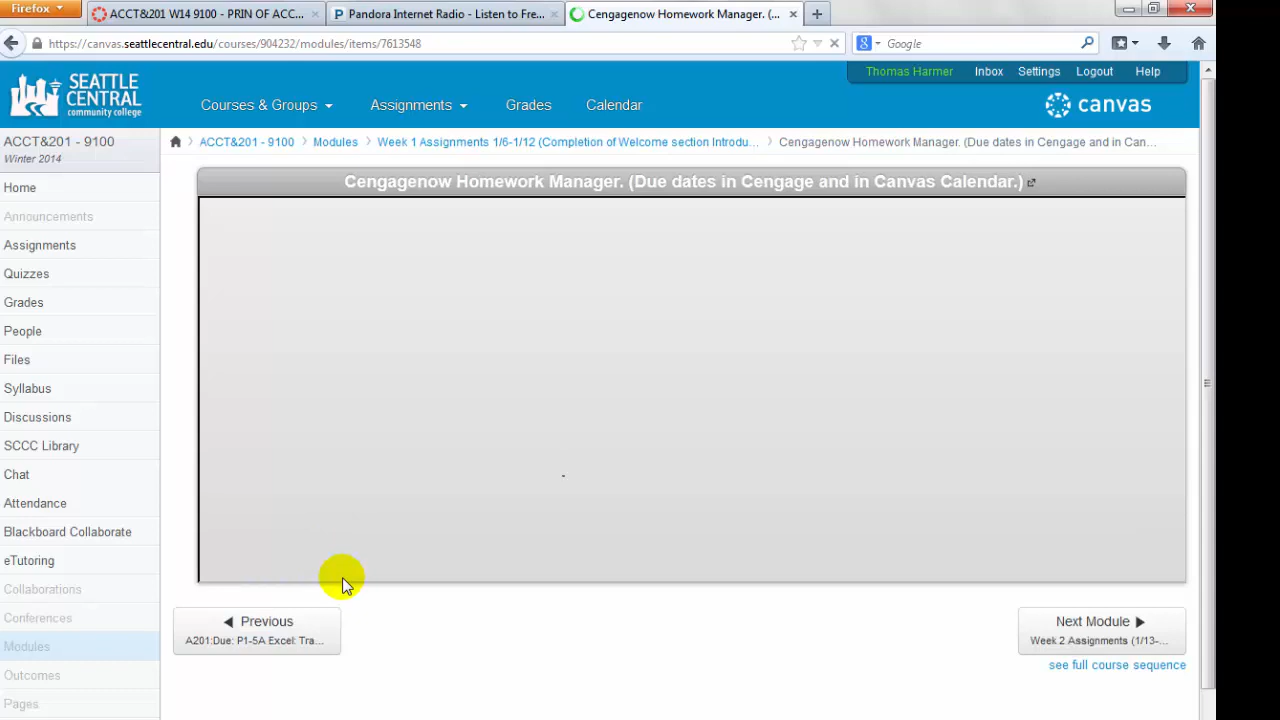 Firefox
ACCT&201 W14 9100 - PRIN OF ACC...
Pandora Internet Radio - Listen to Fre...
Cengagenow Homework Manager. (...
https://canvas.seattlecentral.edu/courses/904232/modules/items/7613548
Google
Thomas Harmer Inbox Settings Logout Help
SEATTLE
CENTRAL
community college
Courses & Groups Assignments Grades Calendar
canvas
ACCT&201 - 9100
Winter 2014
ACCT&201 - 9100 Modules Week 1 Assignments 1/6-1/12 (Completion of Welcome section Introdu... Cengagenow Homework Manager. (Due dates in Cengage and in Can...
Cengagenow Homework Manager. (Due dates in Cengage and in Canvas Calendar.)
Home
Announcements
Assignments
Quizzes
Grades
People
Files
Syllabus
Discussions
SCCC Library
Chat
Attendance
Blackboard Collaborate
eTutoring
Collaborations
Conferences
Modules
Outcomes
Pages
Previous
A201:Due: P1-5A Excel: Tra...
Next Module
Week 2 Assignments (1/13-...
see full course sequence